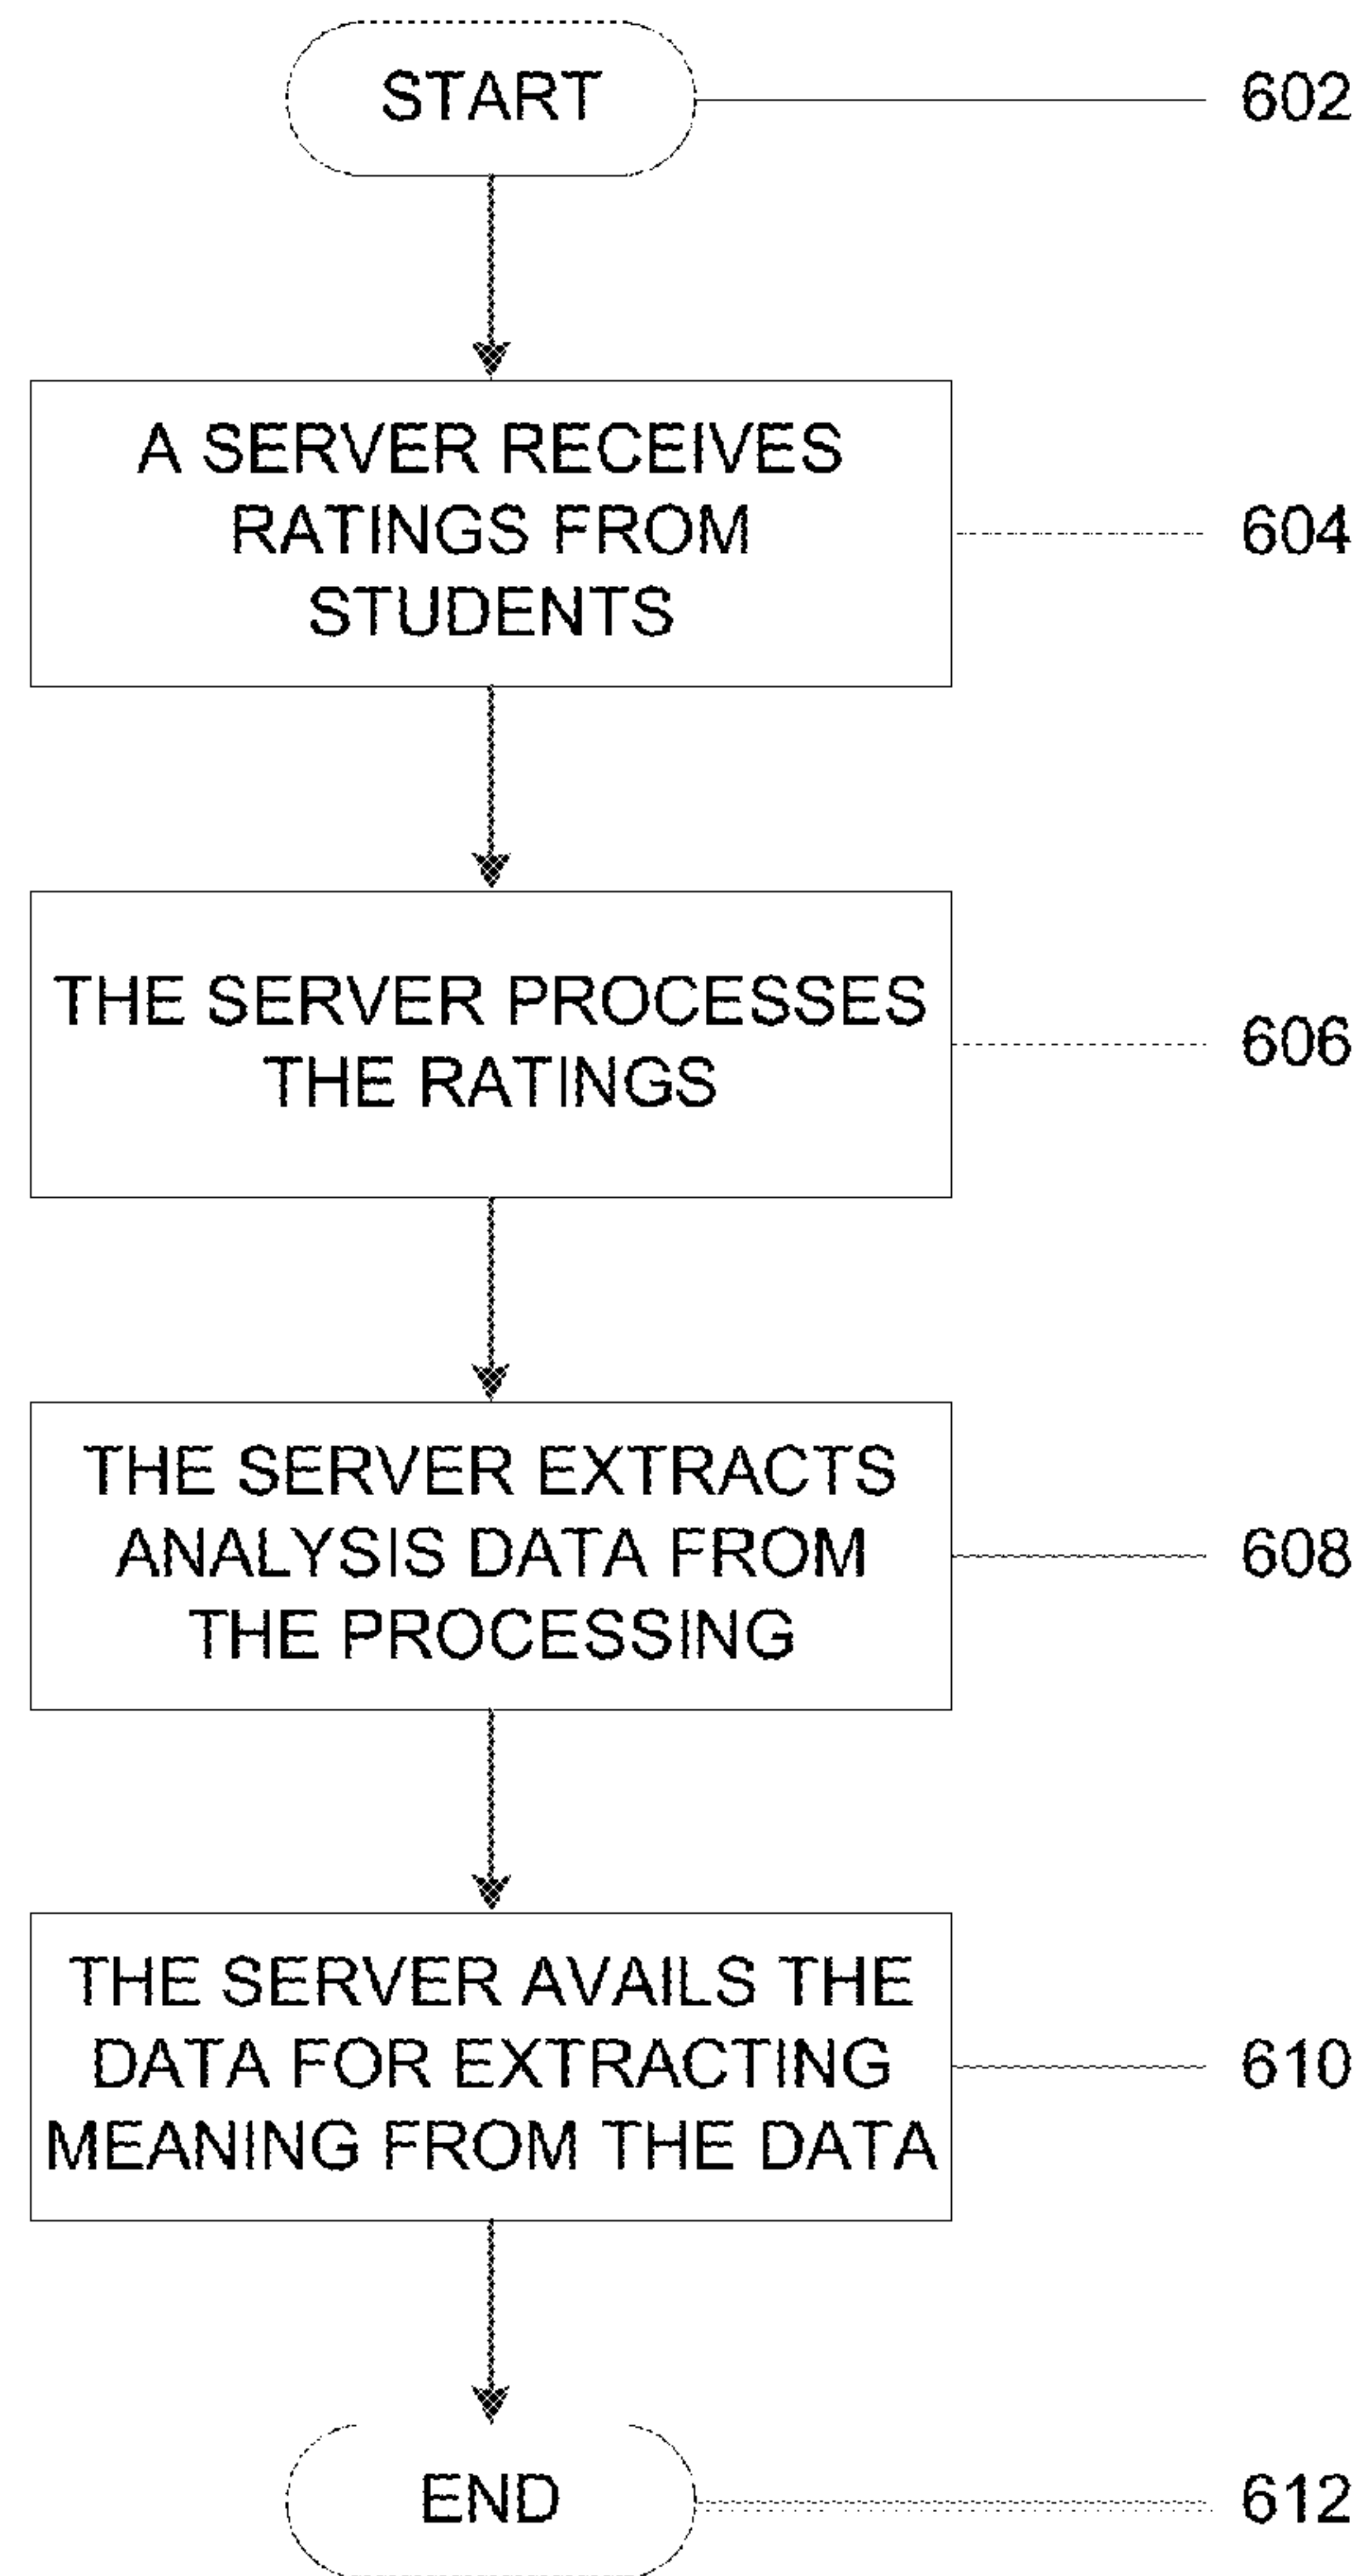 START
602
A SERVER RECEIVES
RATINGS FROM
STUDENTS
604
THE SERVER PROCESSES
THE RATINGS
606
THE SERVER EXTRACTS
ANALYSIS DATA FROM
THE PROCESSING
608
THE SERVER AVAILS THE
DATA FOR EXTRACTING
MEANING FROM THE DATA
610
END
612